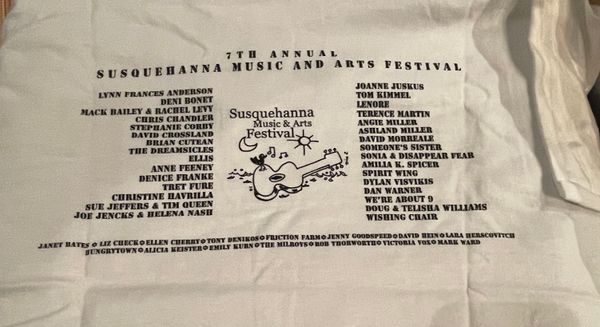 7TH ANNUAL
SUSQUEHANNA MUSIC AND ARTS FESTIVAL
LYNN FRANCES ANDERSON
DENI BONET
MACK BAILEY & RACHEL LEVY
CHRIS CHANDLER
STEPHANIE CORBY
DAVID CROSSLAND
BRIAN CUTEAN
THE DREAMSICLES
ELLIS
ANNE FEENEY
DENICE FRANKE
TRET FURE
CHRISTINE HAVRILLA
SUE JEFFERS & TIM QUEEN
JOE JENCKS & HELENA NASH
Susquehanna
Music & Arts
Festival
JOANNE JUSKUS
TOM KIMMEL
LENORE
TERENCE MARTIN
ANGIE MILLER
ASHLAND MILLER
DAVID MORREALE
SOMEONE'S SISTER
SONIA & DISAPPEAR FEAR
AMILIA K. SPICER
SPIRIT WING
DYLAN VISVIKIS
DAN WARNER
WE'RE ABOUT 9
DOUG & TELISHA WILLIAMS
WISHING CHAIR
JANET BATES✪LIZ CHECK✪ELLEN CHERRY✪TONY DENIKOS✪FRICTION FARM✪JENNY GOODSPEED✪DAVID HEIN✪LARA HERSCOVITCH
HUNGRYTOWN✪ALICIA KEISTER✪EMILY KURN✪THE MILROYS✪ROB THORWORTH✪VICTORIA VOX✪MARK WARD